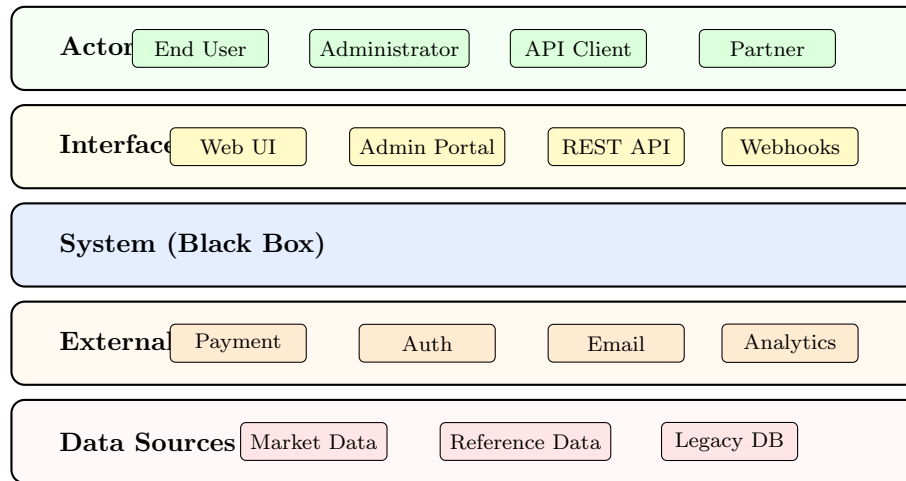 Actor End User Administrator API Client Partner
Interface Web UI Admin Portal REST API Webhooks
System (Black Box)
External Payment Auth Email Analytics
Data Sources Market Data Reference Data Legacy DB